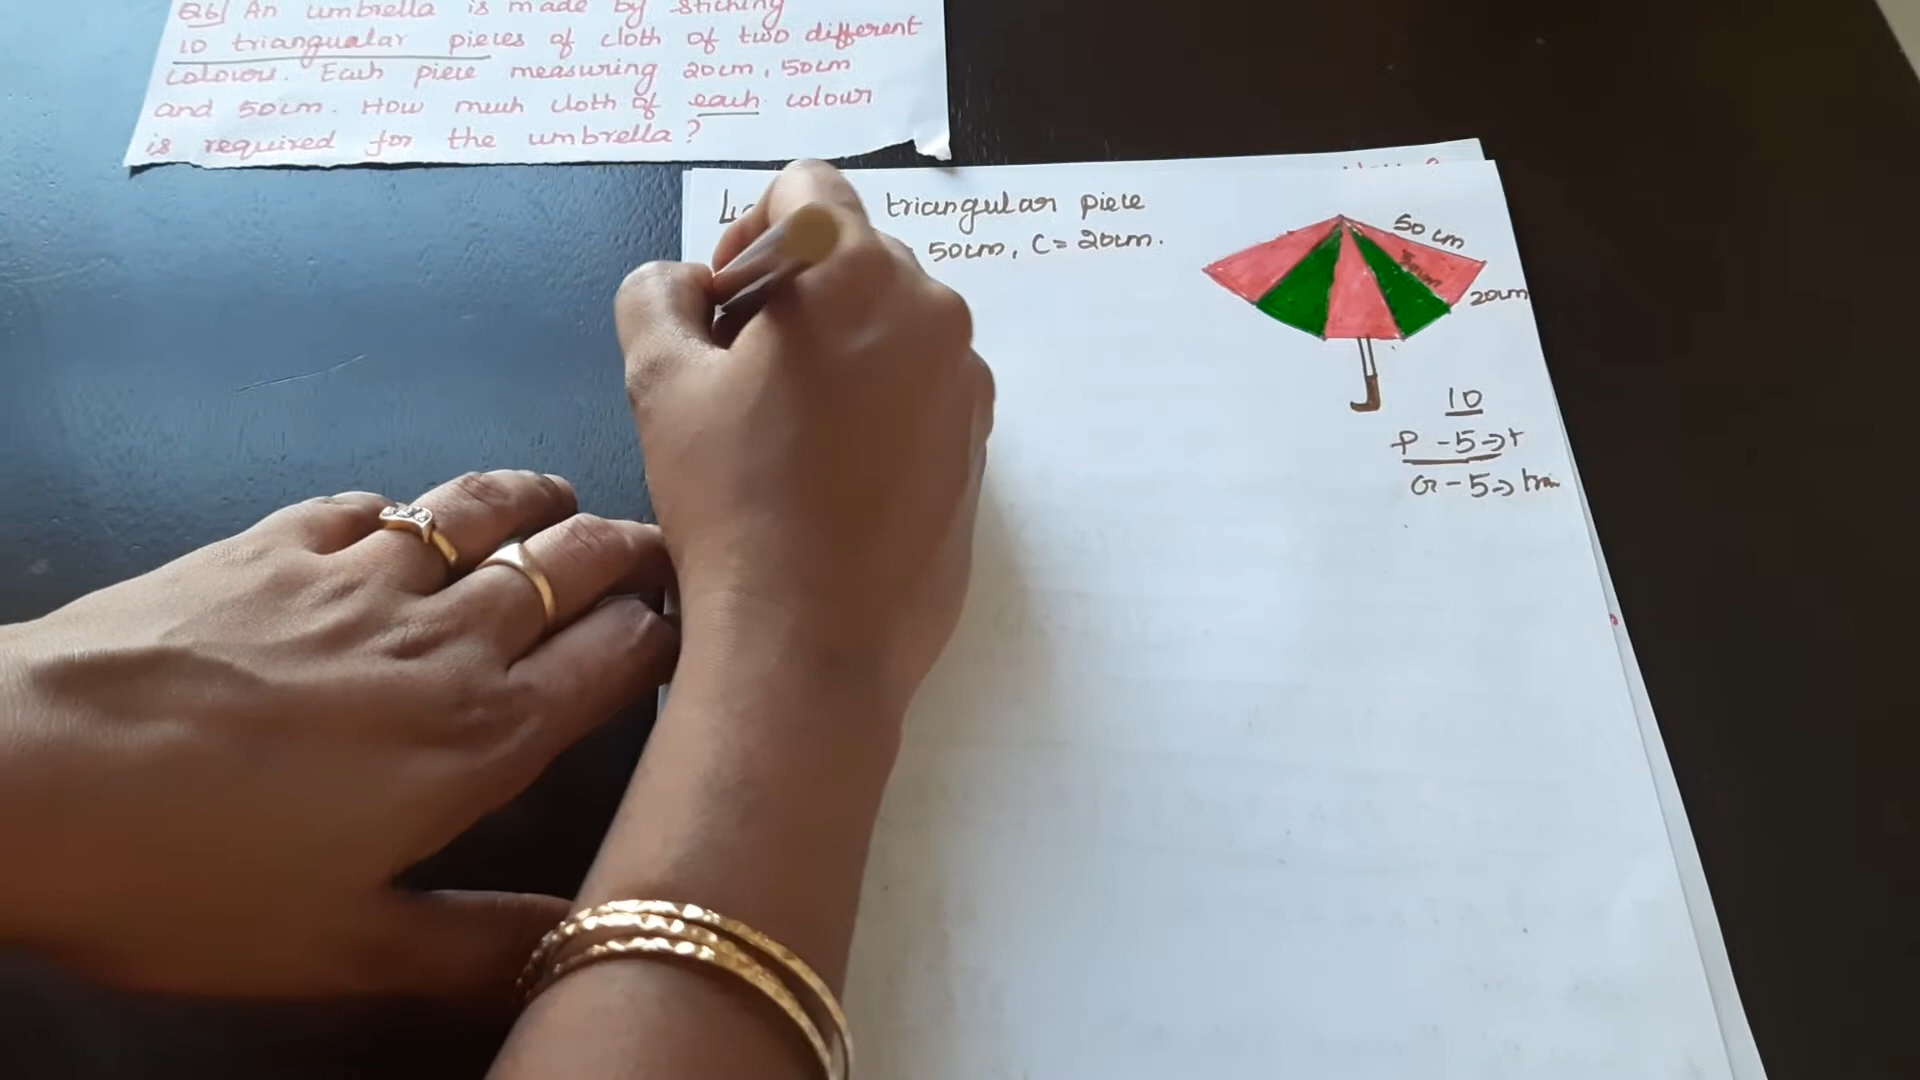 Q6) An umbrella is made by stiching
10 triangualar pieces of cloth of two different
colours. Each piece measuring 20cm, 50cm
and 50cm. How much cloth of each colour
is required for the umbrella?
triangular piece
= 50cm, C = 20cm.
50 cm
20cm
10
P - 5 → t
G - 5 → tri